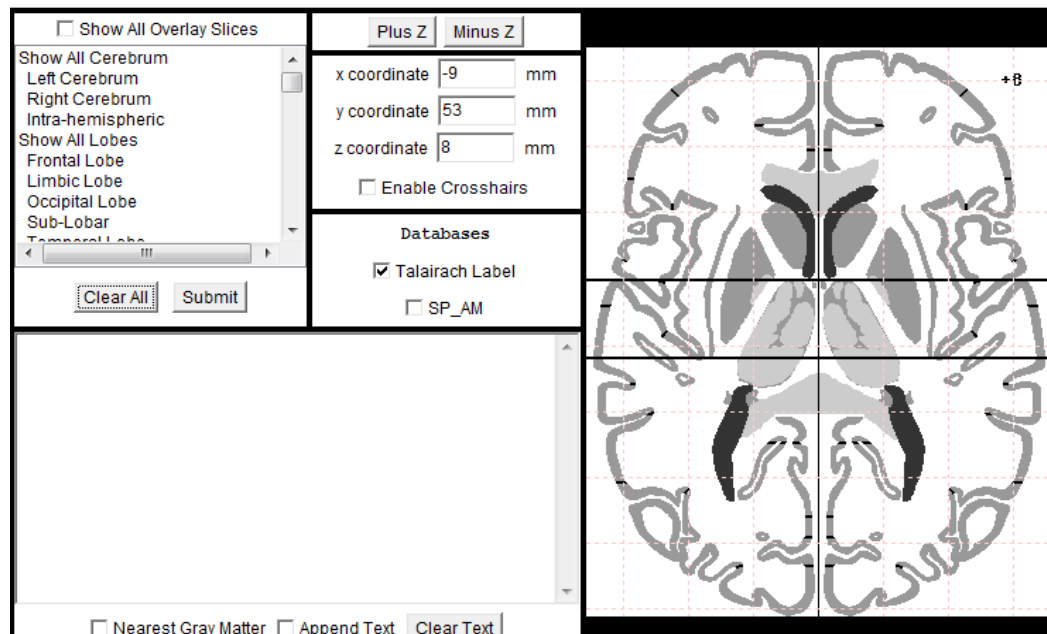 Show All Overlay Slices
Show All Cerebrum
Left Cerebrum
Right Cerebrum
Intra-hemispheric
Show All Lobes
Frontal Lobe
Limbic Lobe
Occipital Lobe
Sub-Lobar
Temporal Lobe
Clear All Submit
Plus Z Minus Z
x coordinate -9 mm
y coordinate 53 mm
z coordinate 8 mm
Enable Crosshairs
Databases
Talairach Label
SP_AM
Nearest Gray Matter Append Text Clear Text
+8